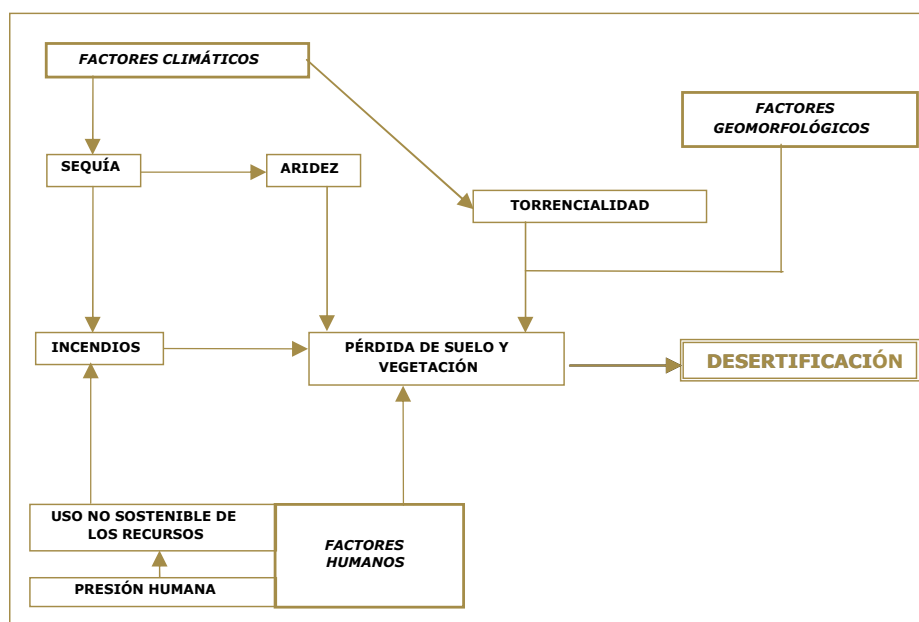 FACTORES CLIMÁTICOS
FACTORES
GEOMORFOLÓGICOS
SEQUÍA
ARIDEZ
TORRENCIALIDAD
INCENDIOS
PÉRDIDA DE SUELO Y
VEGETACIÓN
DESERTIFICACIÓN
USO NO SOSTENIBLE DE
LOS RECURSOS
FACTORES
HUMANOS
PRESIÓN HUMANA